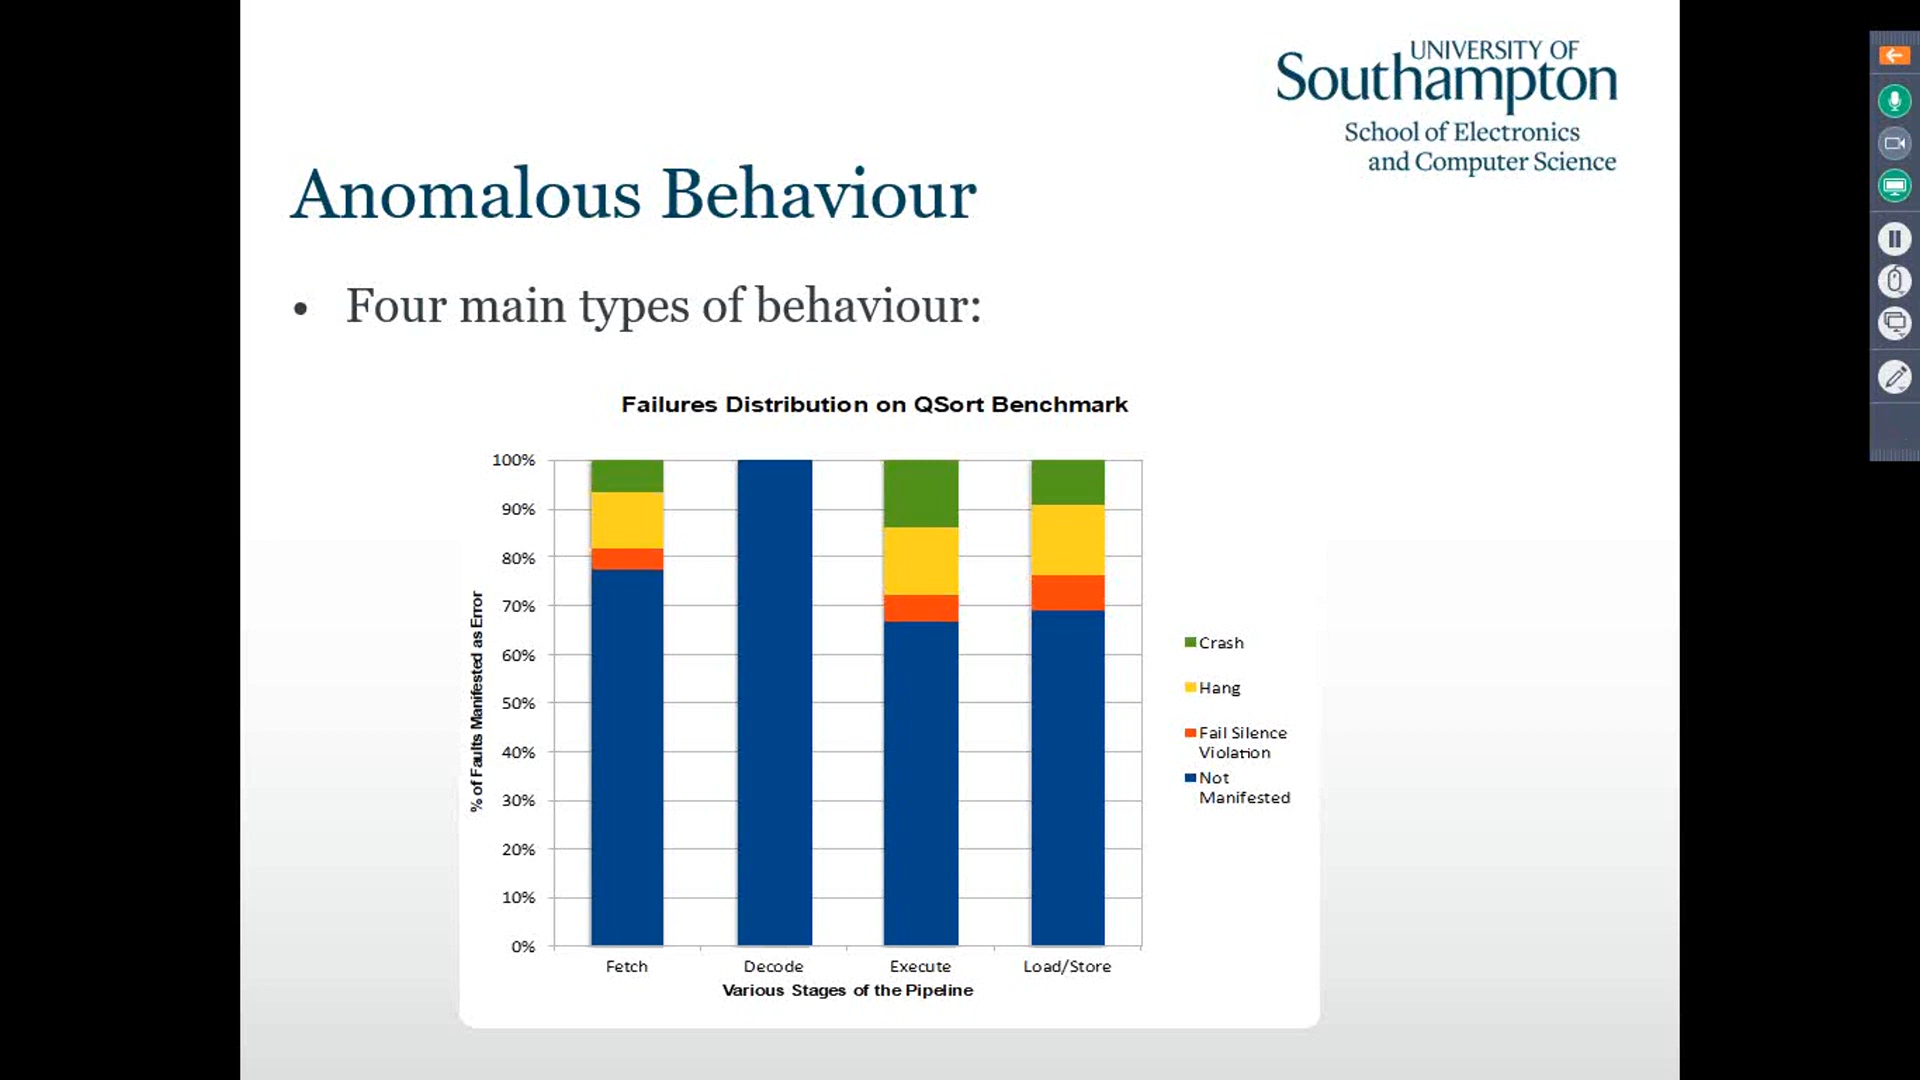 UNIVERSITY OF
Southampton
School of Electronics
and Computer Science
Anomalous Behaviour
• Four main types of behaviour:
Failures Distribution on QSort Benchmark
% of Faults Manifested as Error
100%
90%
80%
70%
60%
50%
40%
30%
20%
10%
0%
Fetch Decode Execute Load/Store
Various Stages of the Pipeline
Crash
Hang
Fail Silence
Violation
Not
Manifested